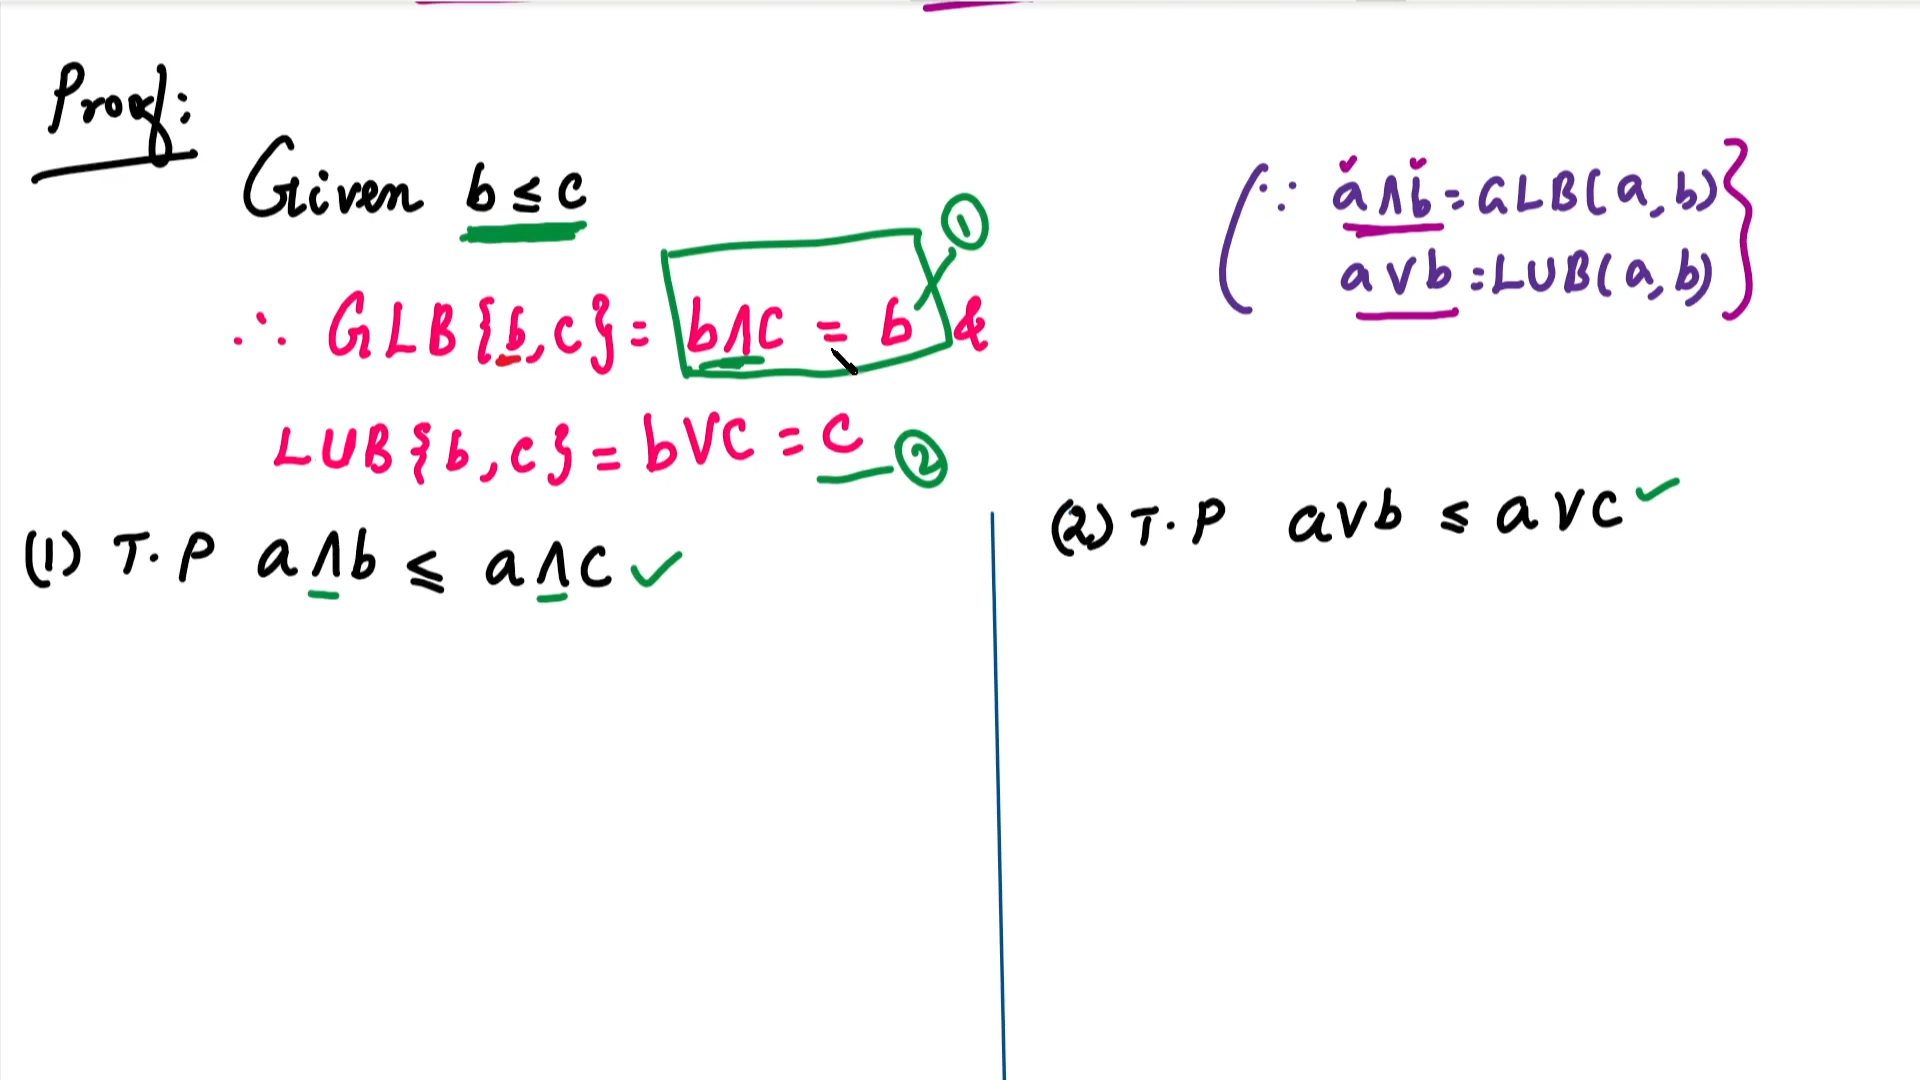 Proof:
Given b ≤ c
(∵ a ∧ b = GLB(a, b)
a ∨ b = LUB(a, b)}
①
∴ GLB{b, c} = b ∧ c = b &
LUB{b, c} = b ∨ c = c ②
(1) T.P a ∧ b ≤ a ∧ c ✓
(2) T.P a ∨ b ≤ a ∨ c ✓